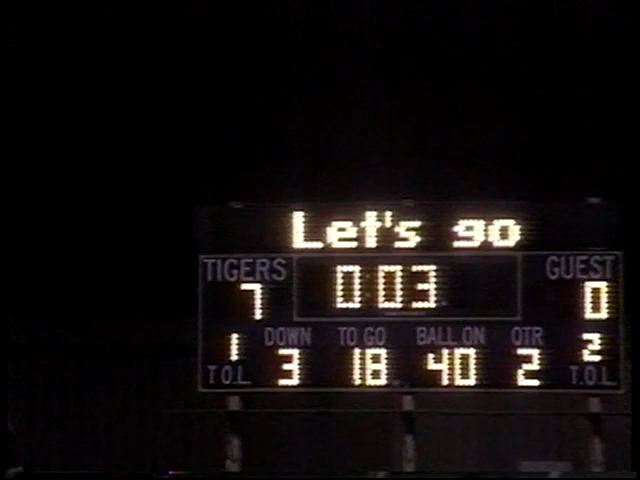 Let's go
TIGERS 0:03 GUEST
7 0
1 DOWN TO GO BALL ON QTR 2
T.O.L 3 18 40 2 T.O.L.